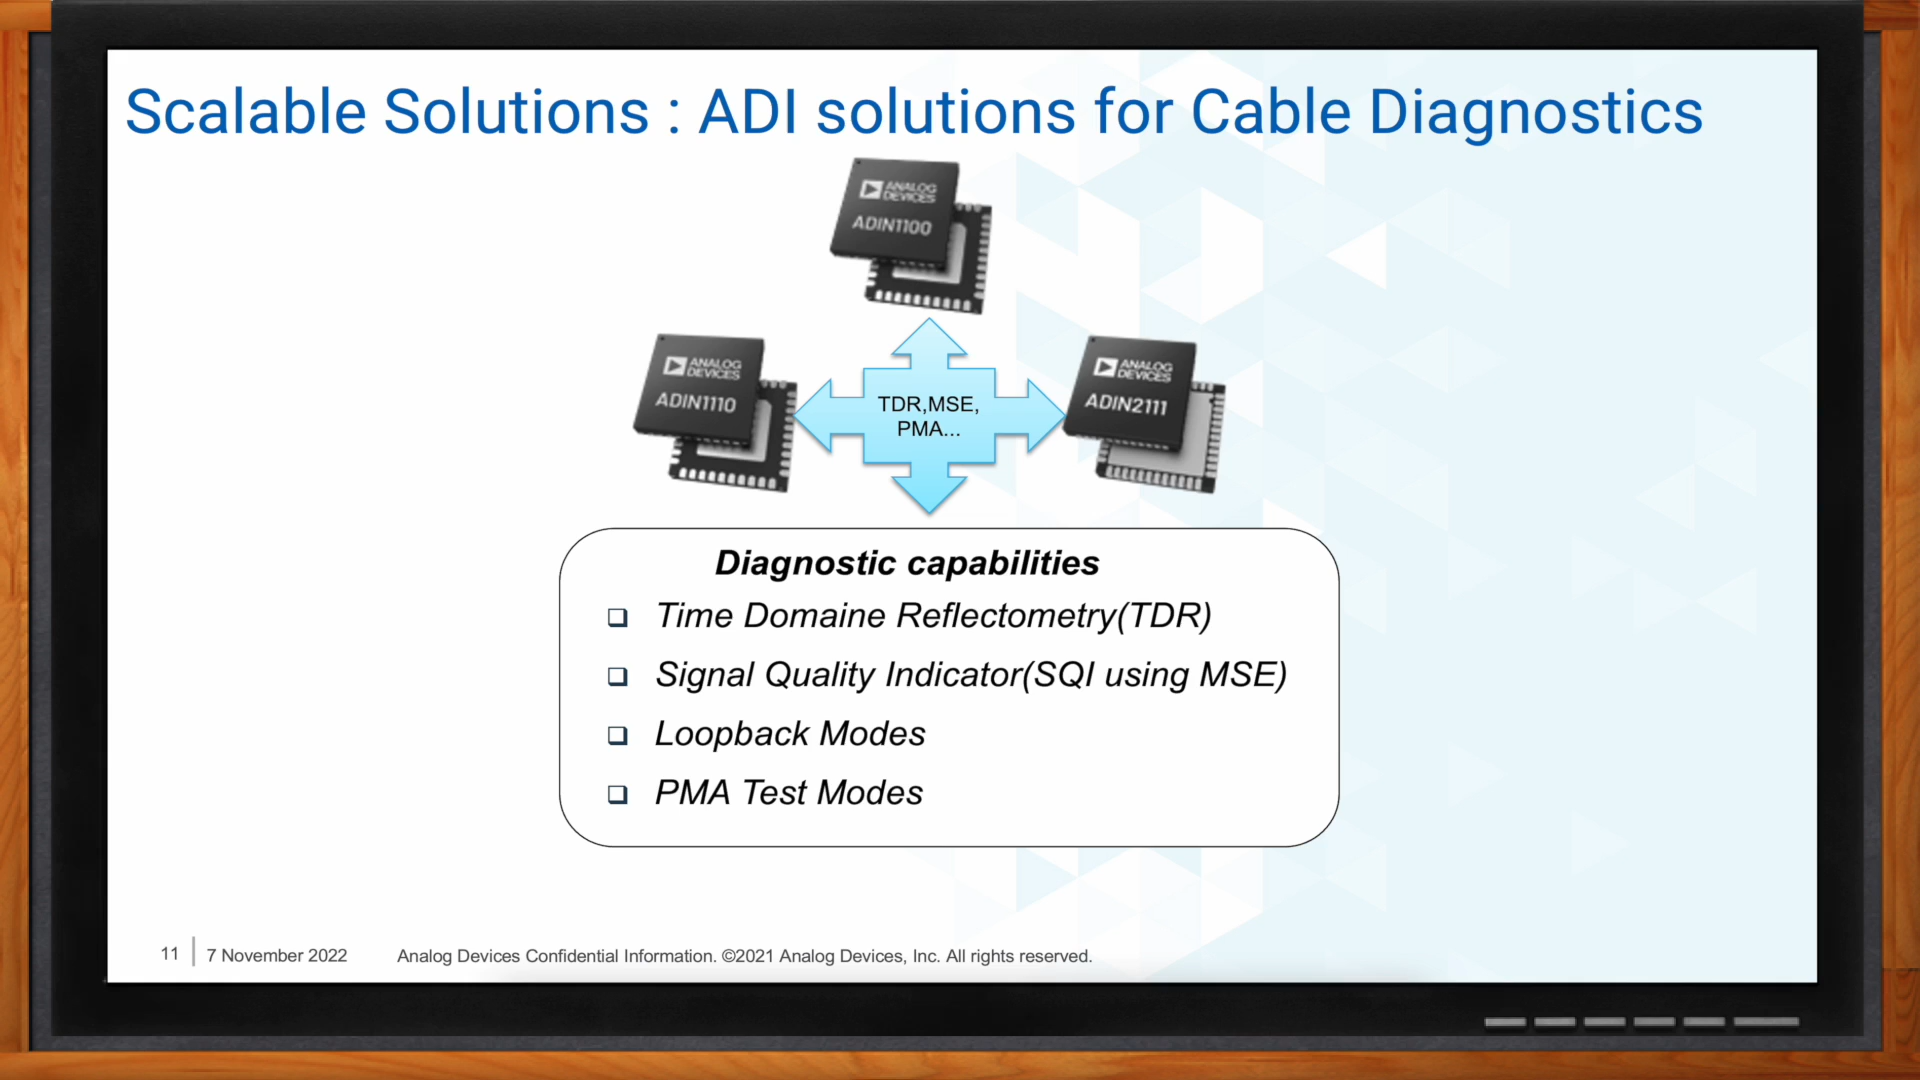 Scalable Solutions : ADI solutions for Cable Diagnostics
ANALOG
DEVICES
ADIN1100
ANALOG
DEVICES
ADIN1110
TDR,MSE,
PMA...
ANALOG
DEVICES
ADIN2111
Diagnostic capabilities
Time Domaine Reflectometry(TDR)
Signal Quality Indicator(SQI using MSE)
Loopback Modes
PMA Test Modes
11
7 November 2022
Analog Devices Confidential Information. ©2021 Analog Devices, Inc. All rights reserved.